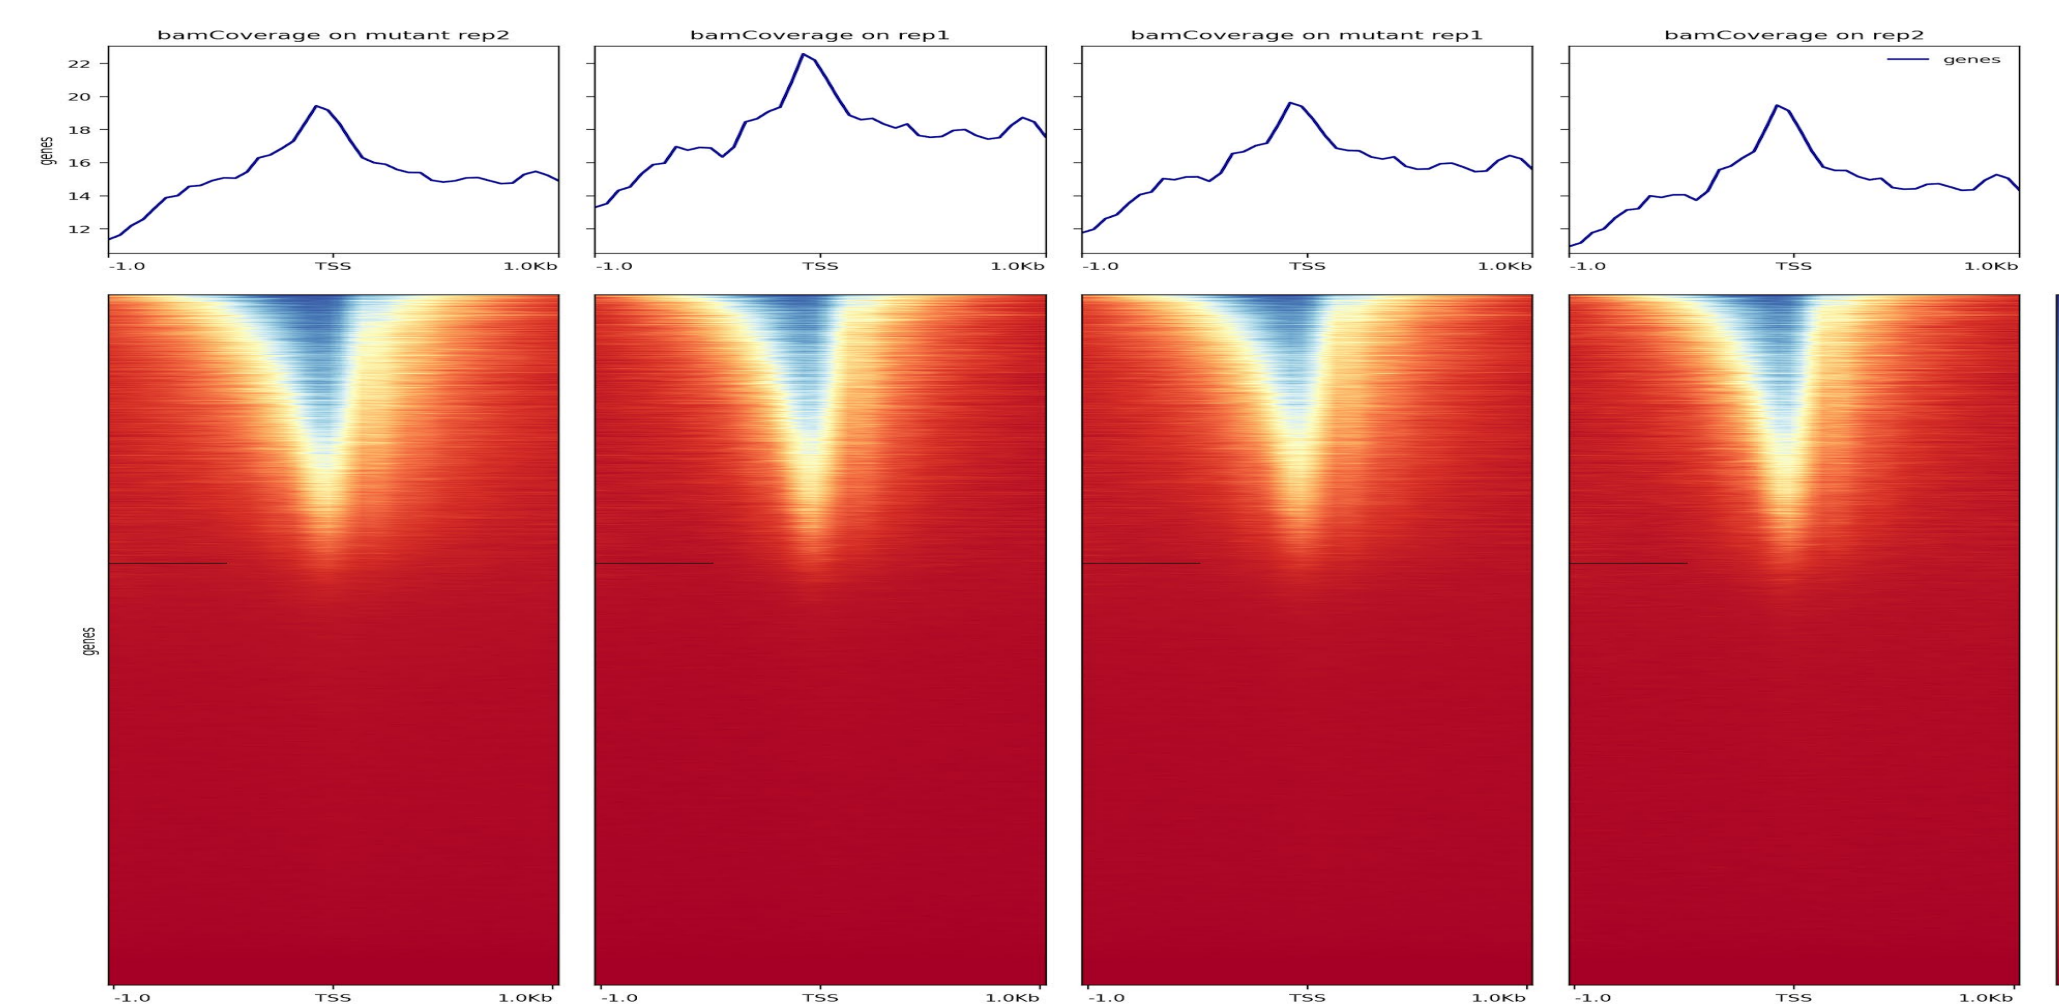 bamCoverage on mutant rep2
bamCoverage on rep1
bamCoverage on mutant rep1
bamCoverage on rep2
genes
22
20
18
16
14
12
genes
-1.0 TSS 1.0Kb
-1.0 TSS 1.0Kb
-1.0 TSS 1.0Kb
-1.0 TSS 1.0Kb
genes
-1.0 TSS 1.0Kb
-1.0 TSS 1.0Kb
-1.0 TSS 1.0Kb
-1.0 TSS 1.0Kb